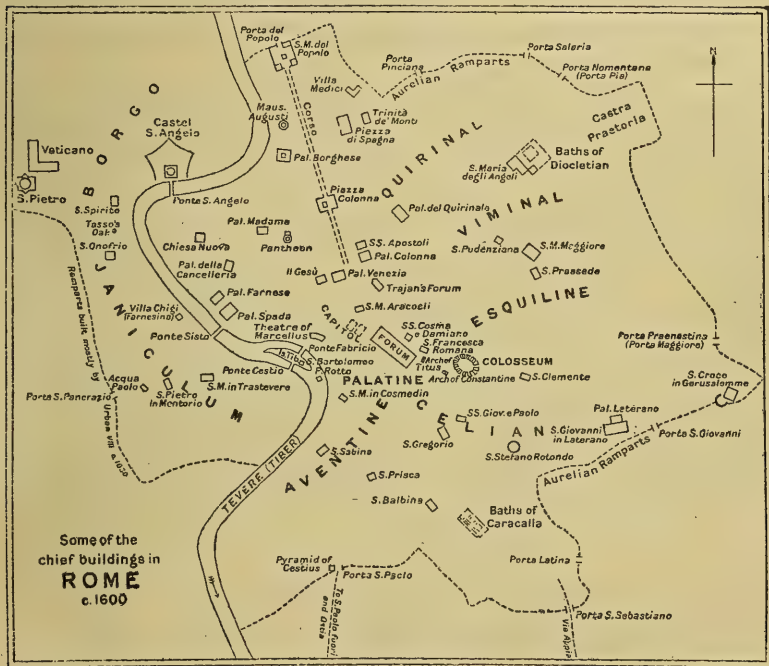 Porta del
Popolo
S.M. del
Popolo
Porta
Pinciana
Aurelian Ramparts
Porta Salaria
Porta Nomentana
(Porta Pia)
N
Villa
Medici
Castra
Praetoria
BORGO
Castel
S. Angelo
Maus.
Augusti
Corso
Trinità
de' Monti
Piazza
di Spagna
QUIRINAL
Baths of
Diocletian
S. Maria
degli Angoli
Vaticano
S. Pietro
Pal. Borghese
Ponte S. Angelo
Piazza
Colonna
Pal. del Quirinale
VIMINAL
S. Spirito
Tasso's
Oak
S. Onofrio
Pal. Madama
Chiesa Nuova
Pantheon
SS. Apostoli
Pal. Colonna
S. Pudenziana
S.M. Maggiore
S. Prassede
Pal. della
Cancelleria
Il Gesù
Pal. Venezia
Trajan's Forum
ESQUILINE
JANICULUM
Ramparts built mostly by
Urban VIII c. 1630
Villa Chigi
(Farnesina)
Pal. Farnese
Pal. Spada
S.M. Aracoeli
CAPITOL
Theatre of
Marcellus
FORUM
SS. Cosma
e Damiano
S. Francesca
Romana
Arch of
Titus
COLOSSEUM
Porta Praenestina
(Porta Maggiore)
Ponte Sisto
Ponte Fabricio
S. Bartolomeo
Ponte Cestio
P. Rotto
PALATINE
Arch of Constantine
S. Clemente
S. Croce
in Gerusalemme
Acqua
Paolo
Porta S. Panerazio
S. Pietro
in Montorio
S.M. in Trastevere
S.M. in Cosmedin
CELIAN
SS. Giov. e Paolo
S. Gregorio
Pal. Laterano
S. Giovanni
in Laterano
Porta S. Giovanni
S. Stefano Rotondo
AVENTINE
S. Sabina
S. Prisca
S. Balbina
Aurelian Ramparts
TEVERE (TIBER)
Baths of
Caracalla
Some of the
chief buildings in
ROME
c. 1600
Pyramid of
Cestius
Porta S. Paolo
To S. Paolo fuori
and Ostia
Porta Latina
Porta S. Sebastiano
Via Appia